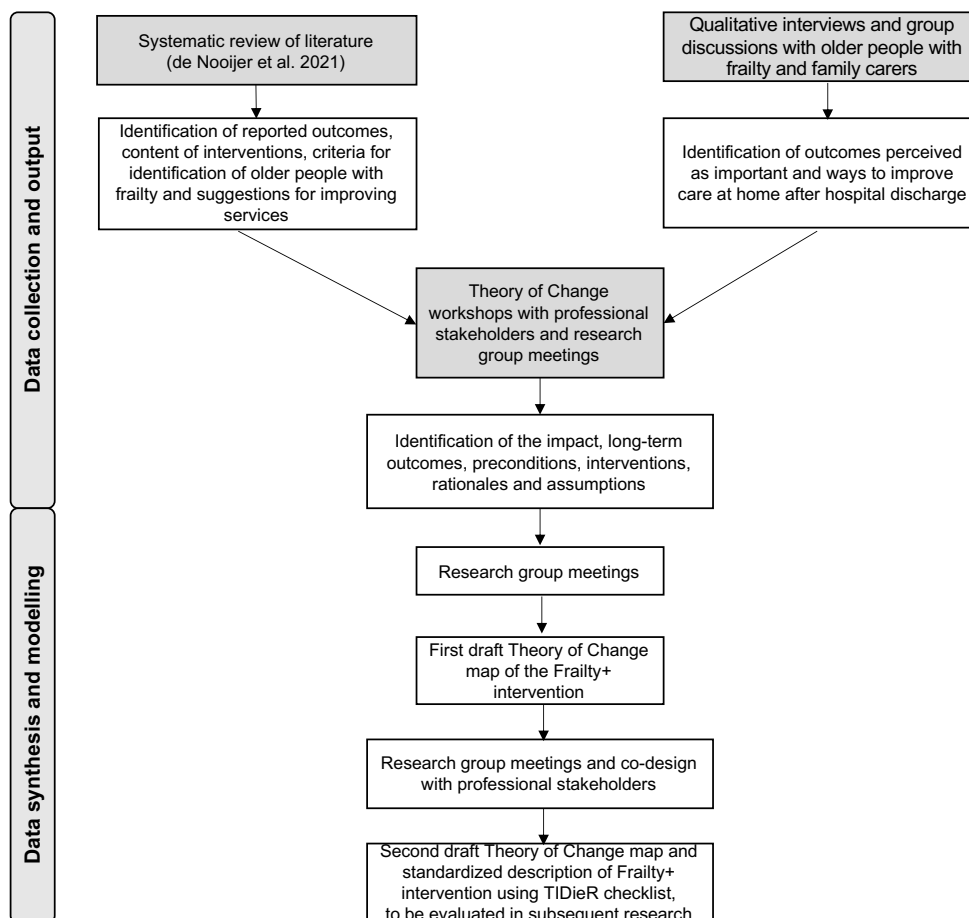 Data collection and output
Systematic review of literature
(de Nooijer et al. 2021)
Qualitative interviews and group
discussions with older people with
frailty and family carers
Identification of reported outcomes,
content of interventions, criteria for
identification of older people with
frailty and suggestions for improving
services
Identification of outcomes perceived
as important and ways to improve
care at home after hospital discharge
Theory of Change
workshops with professional
stakeholders and research
group meetings
Identification of the impact, long-term
outcomes, preconditions, interventions,
rationales and assumptions
Data synthesis and modelling
Research group meetings
First draft Theory of Change
map of the Frailty+
intervention
Research group meetings and co-design
with professional stakeholders
Second draft Theory of Change map and
standardized description of Frailty+
intervention using TIDieR checklist,
to be evaluated in subsequent research